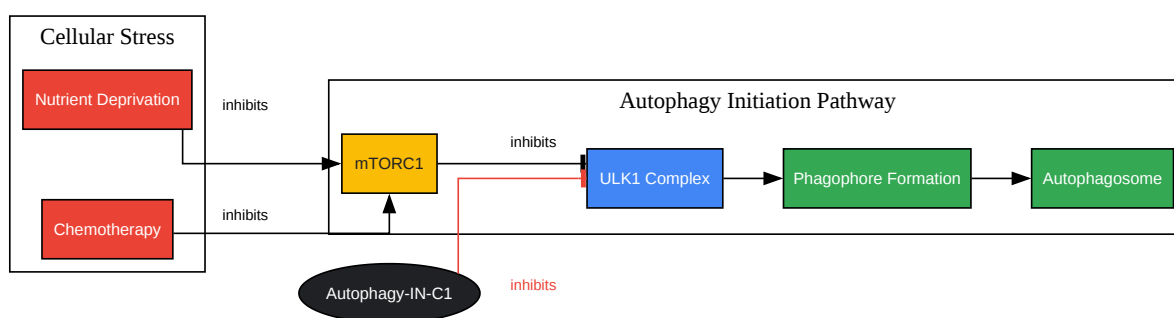 Cellular Stress
Nutrient Deprivation
inhibits
Autophagy Initiation Pathway
mTORC1
inhibits
ULK1 Complex
Phagophore Formation
Autophagosome
Chemotherapy
inhibits
Autophagy-IN-C1
inhibits